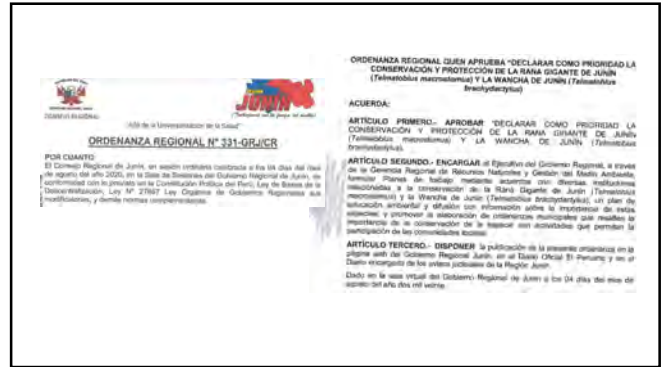 CONSEJO REGIONAL
JUNÍN
"Año de la Universalización de la Salud"
ORDENANZA REGIONAL N° 331-GRJ/CR
POR CUANTO
El Consejo Regional de Junín, en sesión ordinaria celebrada a los 04 días del mes
de agosto del año 2020, en la Sala de Sesiones del Gobierno Regional de Junín, de
conformidad con lo previsto en la Constitución Política del Perú, Ley de Bases de la
Descentralización, Ley N° 27867 Ley Orgánica de Gobiernos Regionales sus
modificatorias, y demás normas complementarias.
ORDENANZA REGIONAL QUEN APRUEBA "DECLARAR COMO PRIORIDAD LA
CONSERVACIÓN Y PROTECCIÓN DE LA RANA GIGANTE DE JUNÍN
(Telmatobius macrostomus) Y LA WANCHA DE JUNÍN (Telmatobius
brachydactylus)
ACUERDA:
ARTÍCULO PRIMERO.- APROBAR "DECLARAR COMO PRIORIDAD LA
CONSERVACIÓN Y PROTECCIÓN DE LA RANA GIGANTE DE JUNÍN
(Telmatobius macrostomus) Y LA WANCHA DE JUNÍN (Telmatobius
brachydactylus).
ARTÍCULO SEGUNDO.- ENCARGAR al Ejecutivo del Gobierno Regional, a través
de la Gerencia Regional de Recursos Naturales y Gestión del Medio Ambiente,
formular Planes de trabajo mediante acuerdos con diversas instituciones
relacionadas a la conservación de la Rana Gigante de Junín (Telmatobius
macrostomus) y la Wancha de Junín (Telmatobius brachydactylus), un plan de
educación ambiental y difusión con información sobre la importancia de estas
especies; y promover la elaboración de ordenanzas municipales que resalten la
importancia de la conservación de la especie con actividades que permitan la
participación de las comunidades locales.
ARTÍCULO TERCERO.- DISPONER la publicación de la presente ordenanza en la
página web del Gobierno Regional Junín, en el Diario Oficial El Peruano y en el
Diario encargado de los avisos judiciales de la Región Junín.
Dado en la sala virtual del Gobierno Regional de Junín a los 04 días del mes de
agosto del año dos mil veinte.